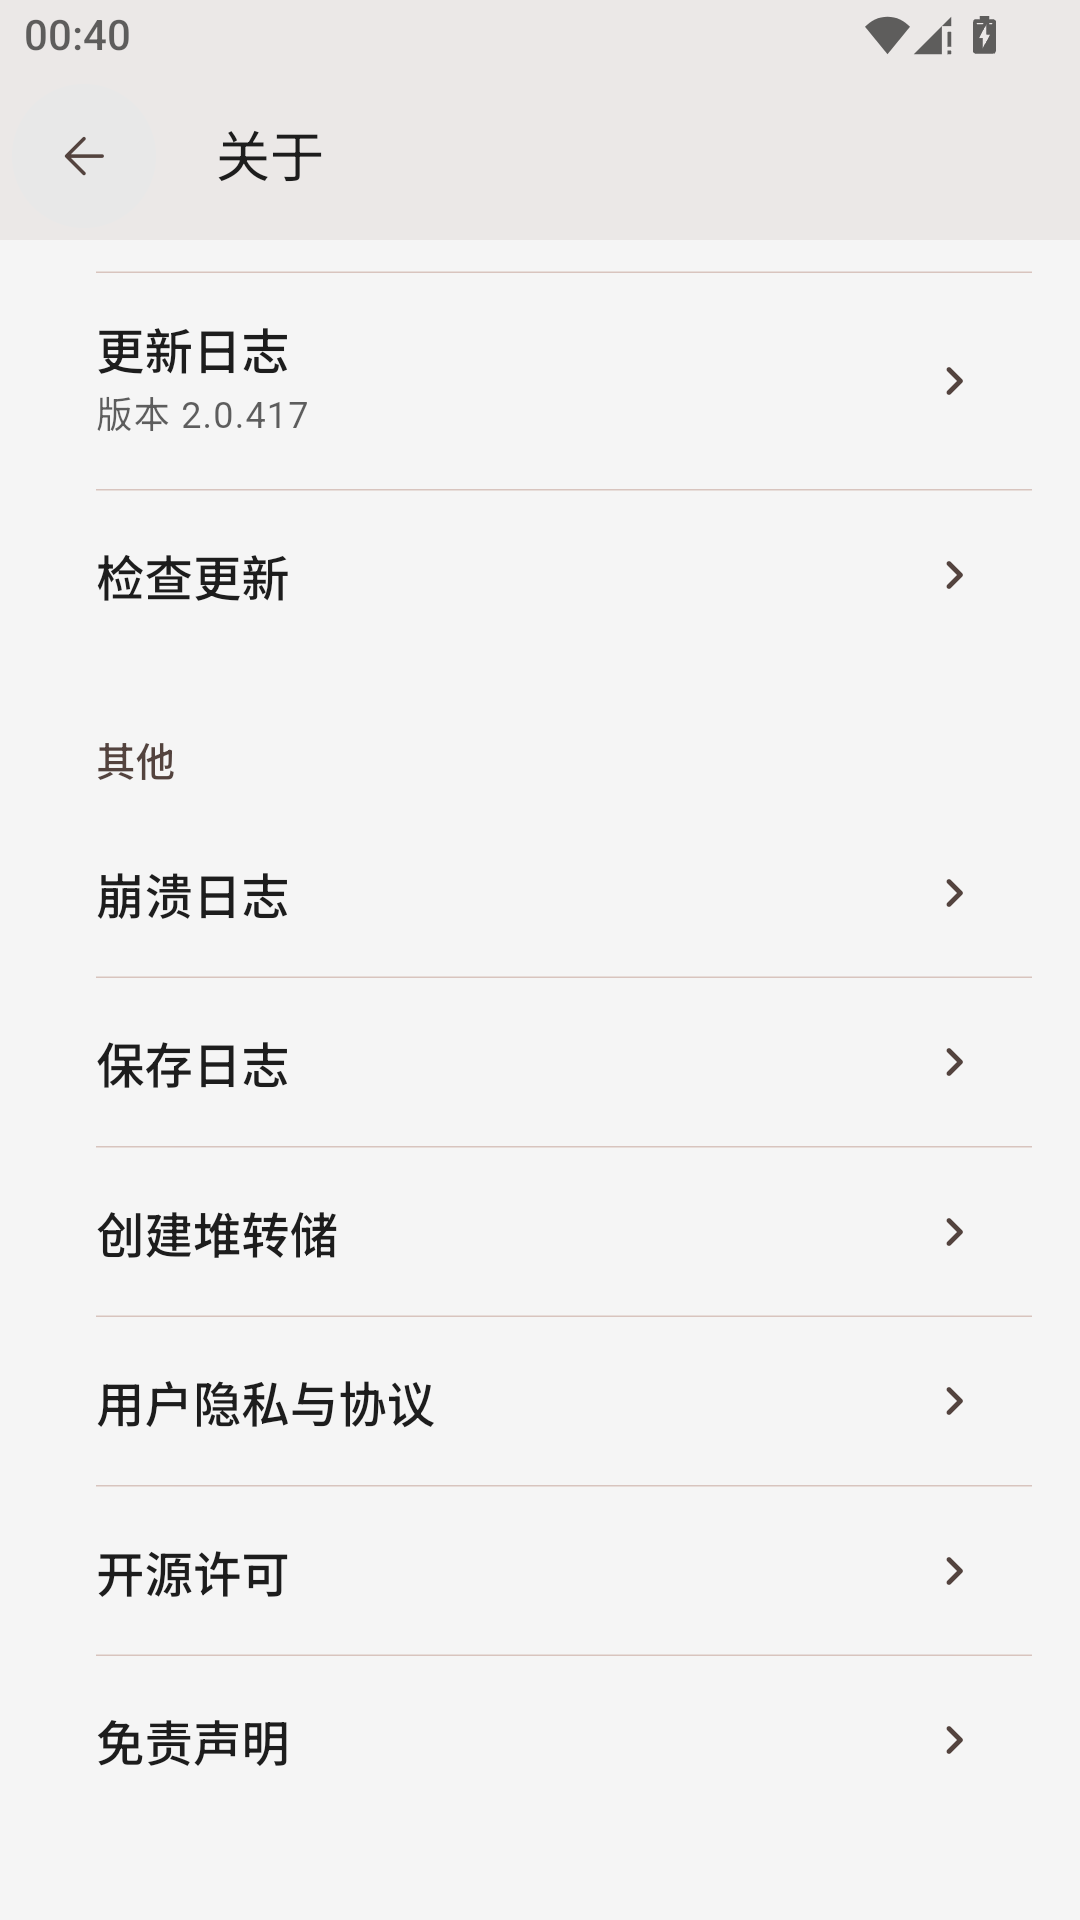 00:40
关于
更新日志
版本 2.0.417
检查更新
其他
崩溃日志
保存日志
创建堆转储
用户隐私与协议
开源许可
免责声明